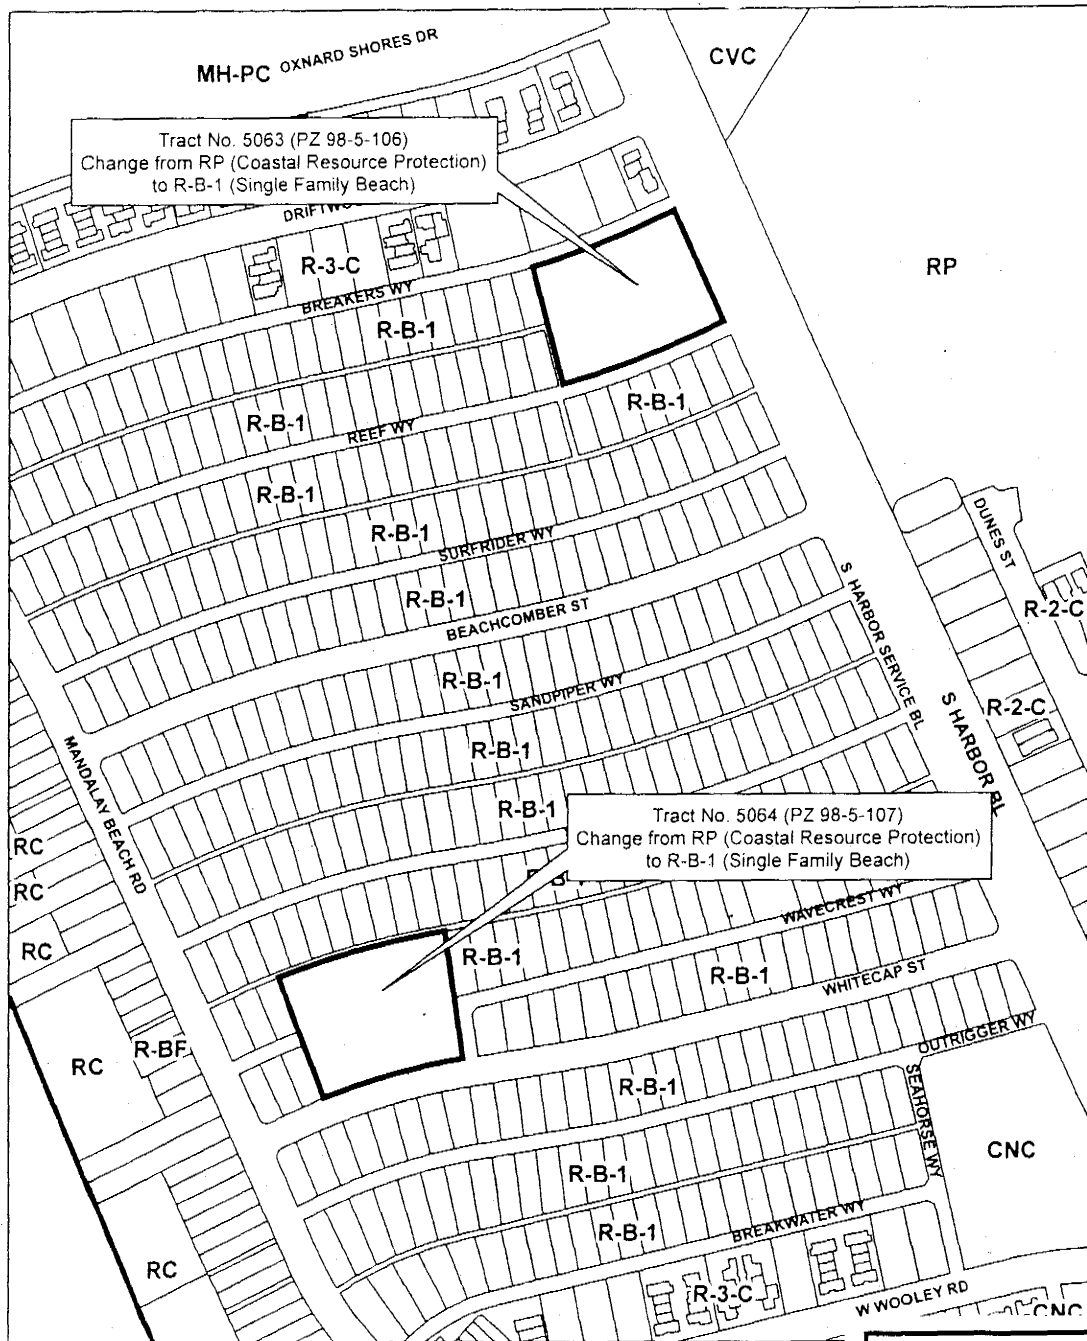 OXNARD SHORES DR
MH-PC
CVC
Tract No. 5063 (PZ 98-5-106)
Change from RP (Coastal Resource Protection)
to R-B-1 (Single Family Beach)
R-3-C
BREAKERS WY
RP
R-B-1
R-B-1
R-B-1
REEF WY
R-B-1
R-B-1
SURFRIDER WY
DUNES ST
R-B-1
BEACHCOMBER ST
R-2-C
S HARBOR SERVICE BL
R-B-1
SANDPIPER WY
S HARBOR BL
R-2-C
R-B-1
MANDALAY BEACH RD
R-B-1
Tract No. 5064 (PZ 98-5-107)
Change from RP (Coastal Resource Protection)
to R-B-1 (Single Family Beach)
RC
RC
RC
WAVECREST WY
R-B-1
R-B-1
WHITECAP ST
OUTRIGGER WY
R-BF
RC
R-B-1
SEAHORSE WY
CNC
R-B-1
R-B-1
BREAKWATER WY
RC
R-3-C
W WOOLEY RD
CNC